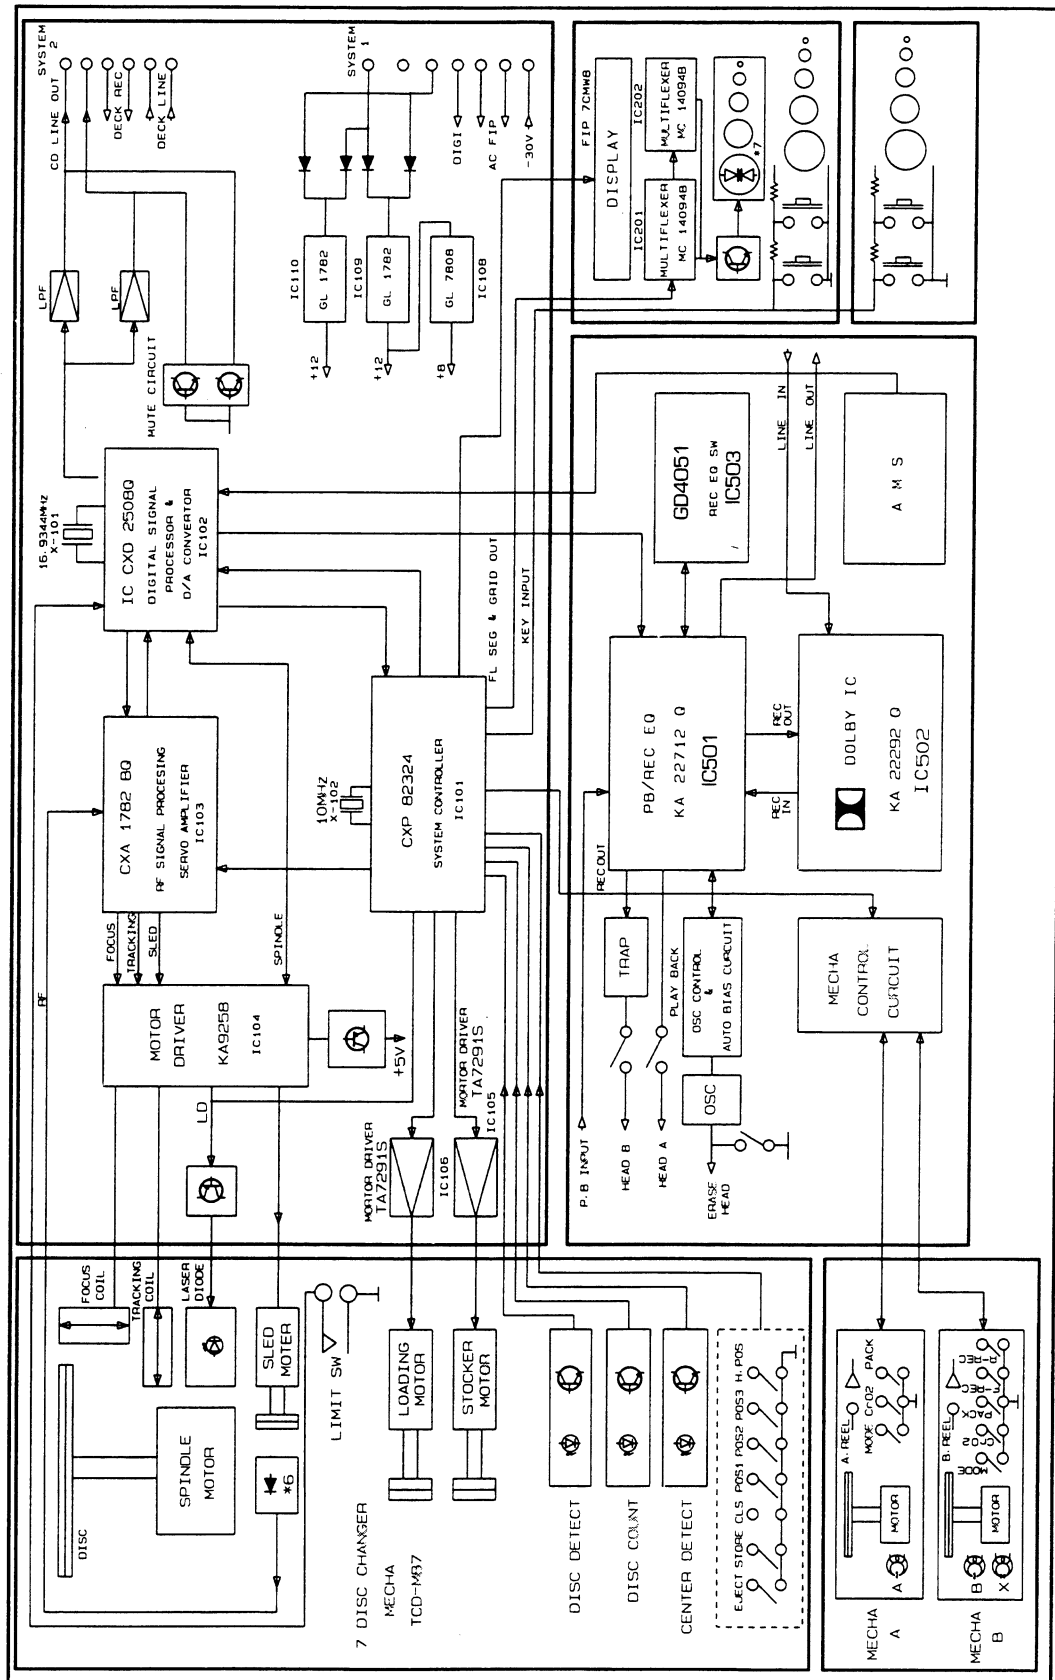 SYSTEM 2
CD LINE OUT
DECK REC
DECK LINE
SYSTEM 1
DIGI
AC FIP
-30V
LPF
LPF
MUTE CIRCUIT
IC110
GL 1782
+12
IC109
GL 1782
+12
GL 7808
IC108
+8
FIP 7CMW8
DISPLAY
IC201
MULTIFLEXER
MC 14094B
IC202
MULTIFLEXER
MC 14094B
*7
16.9344MHZ
X-101
IC CXD 2508Q
DIGITAL SIGNAL
PROCESSOR &
D/A CONVERTOR
IC102
CXA 1782 BQ
RF SIGNAL PROCESING
SERVO AMPLIFIER
IC103
10MHZ
X-102
CXP 82324
SYSTEM CONTROLLER
IC101
FL SEG & GRID OUT
KEY INPUT
FOCUS
TRACKING
SLED
SPINDLE
RF
MOTOR
DRIVER
KA9258
IC104
+5V
LD
MORTOR DRIVER
TA7291S
IC106
MORTOR DRIVER
TA7291S
IC105
GD4051
REC EQ SW
IC503
LINE IN
LINE OUT
A M S
PB/REC EQ
KA 22712 Q
IC501
REC OUT
REC IN
DOLBY IC
KA 22292 Q
IC502
RECOUT
TRAP
PLAY BACK
OSC CONTROL
&
AUTO BIAS CURCUIT
OSC
MECHA
CONTROL
CURCUIT
P.B INPUT
HEAD B
HEAD A
ERASE
HEAD
FOCUS
COIL
TRACKING
COIL
LASER
DIODE
SLED
MOTER
DISC
SPINDLE
MOTOR
*6
LIMIT SW
LOADING
MOTOR
STOCKER
MOTOR
7 DISC CHANGER
MECHA
TCD-M87
DISC DETECT
DISC COUNT
CENTER DETECT
EJECT STORE CLS POS1 POS2 POS3 H.POS
A.REEL
MODE CrO2 PACK
MOTOR
A
MECHA
A
B.REEL
MODE
CrO2
PACK
F-REC
R-REC
MOTOR
B
X
MECHA
B